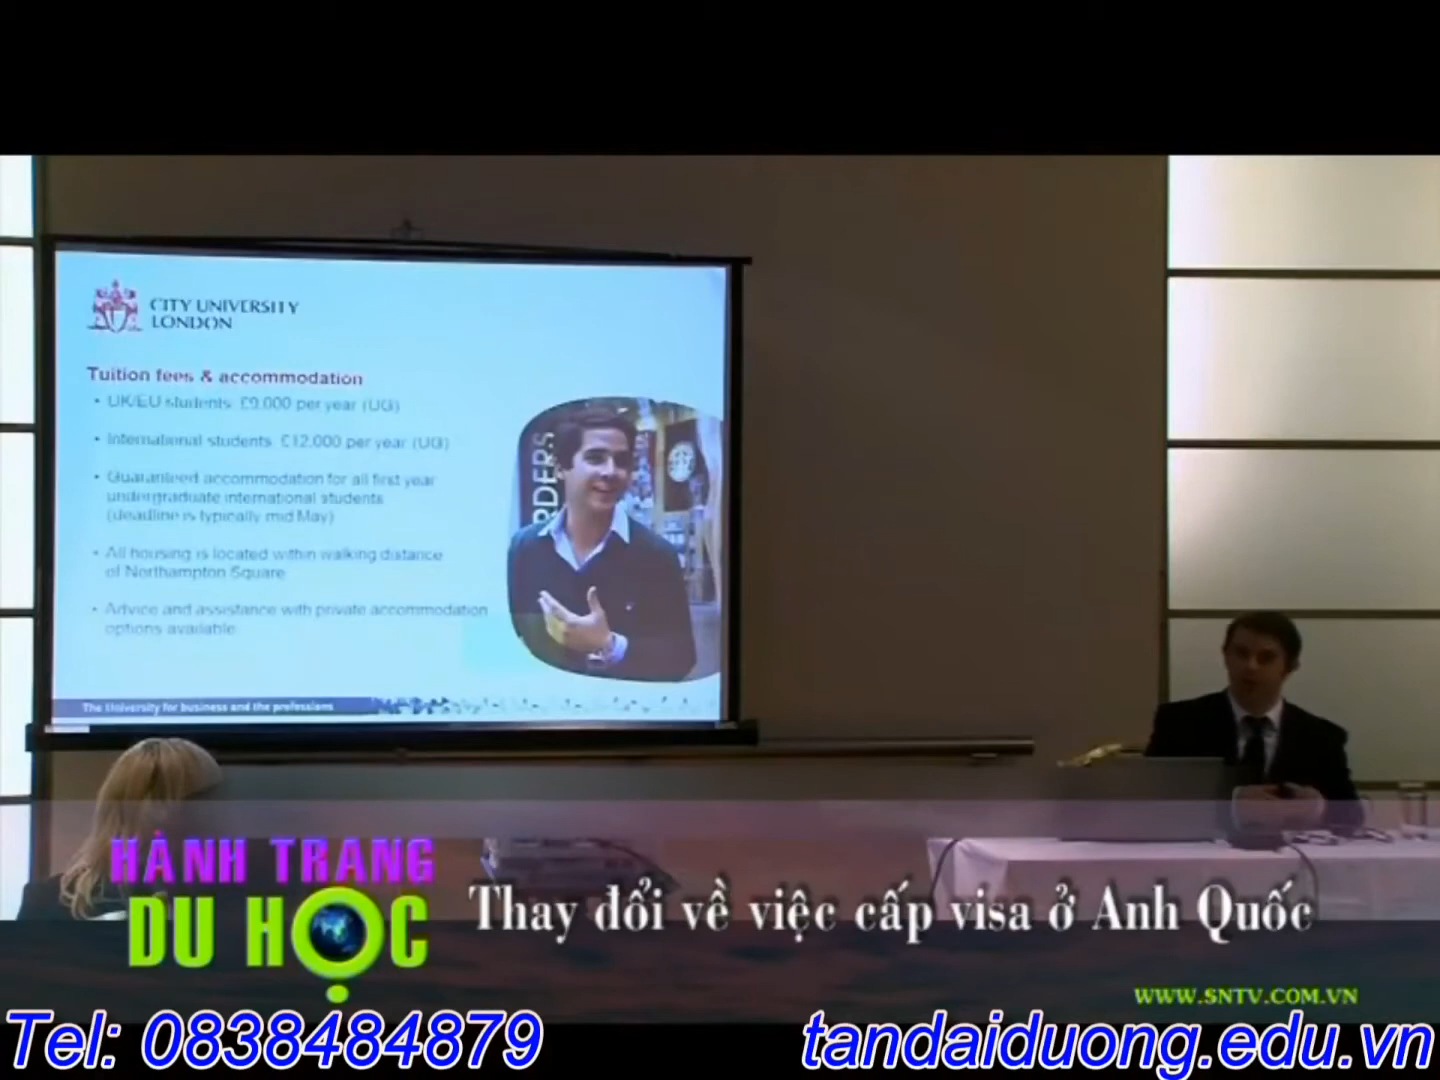 CITY UNIVERSITY
LONDON
Tuition fees & accommodation
• UK/EU students: £9,000 per year (UG)
• International students: £12,000 per year (UG)
• Guaranteed accommodation for all first year
undergraduate international students
(deadline is typically mid May)
• All housing is located within walking distance
of Northampton Square
• Advice and assistance with private accommodation
options available
RDERS
The University for business and the professions
HÀNH TRANG
DU HỌC
Thay đổi về việc cấp visa ở Anh Quốc
WWW.SNTV.COM.VN
Tel: 0838484879
tandaiduong.edu.vn